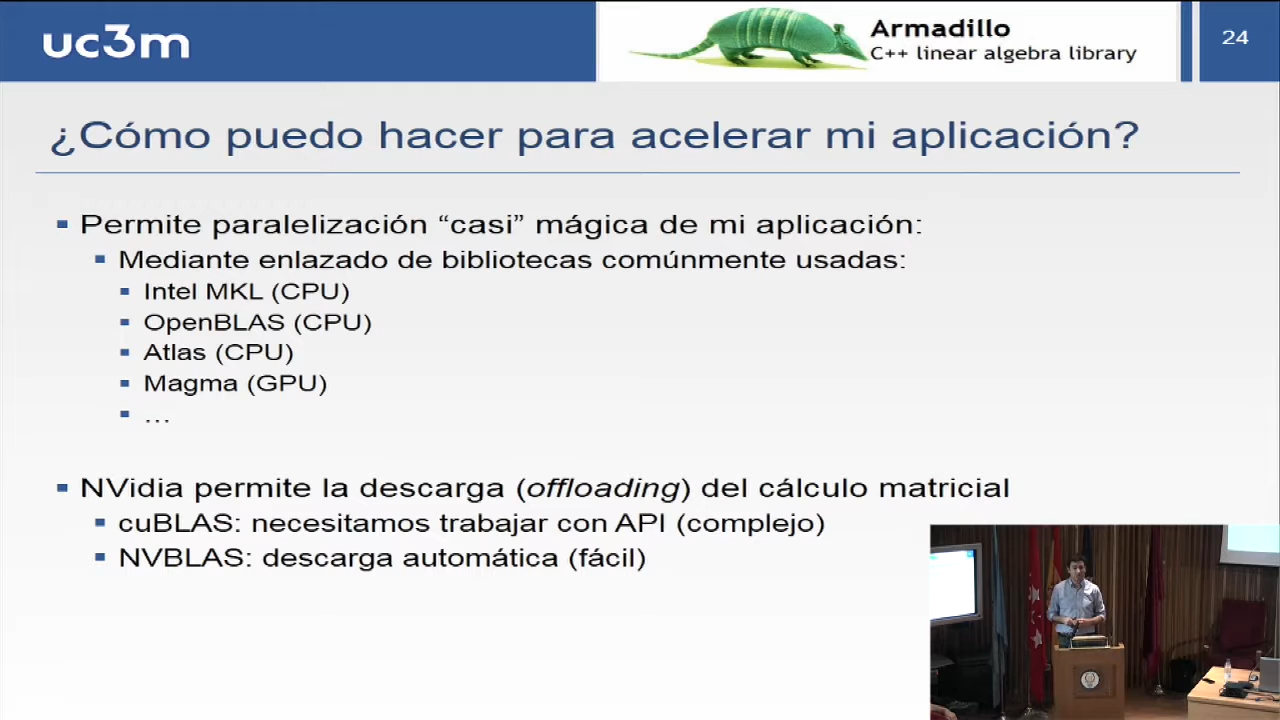 uc3m
Armadillo
C++ linear algebra library
24
¿Cómo puedo hacer para acelerar mi aplicación?
Permite paralelización “casi” mágica de mi aplicación:
Mediante enlazado de bibliotecas comúnmente usadas:
Intel MKL (CPU)
OpenBLAS (CPU)
Atlas (CPU)
Magma (GPU)
…
NVidia permite la descarga (offloading) del cálculo matricial
cuBLAS: necesitamos trabajar con API (complejo)
NVBLAS: descarga automática (fácil)